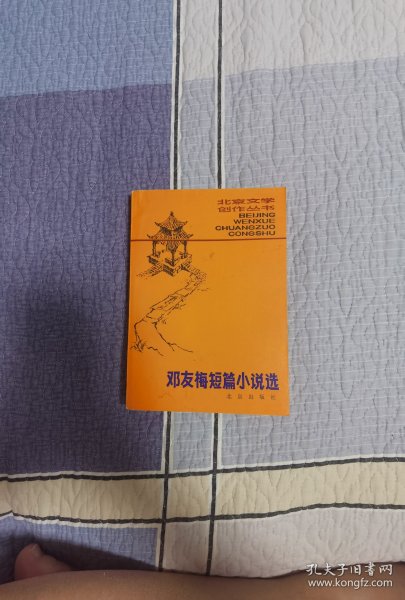 北京文学
创作丛书
BEIJING
WENXUE
CHUANGZUO
CONGSHU
邓友梅短篇小说选
北京出版社
孔夫子旧书网
www.kongfz.com